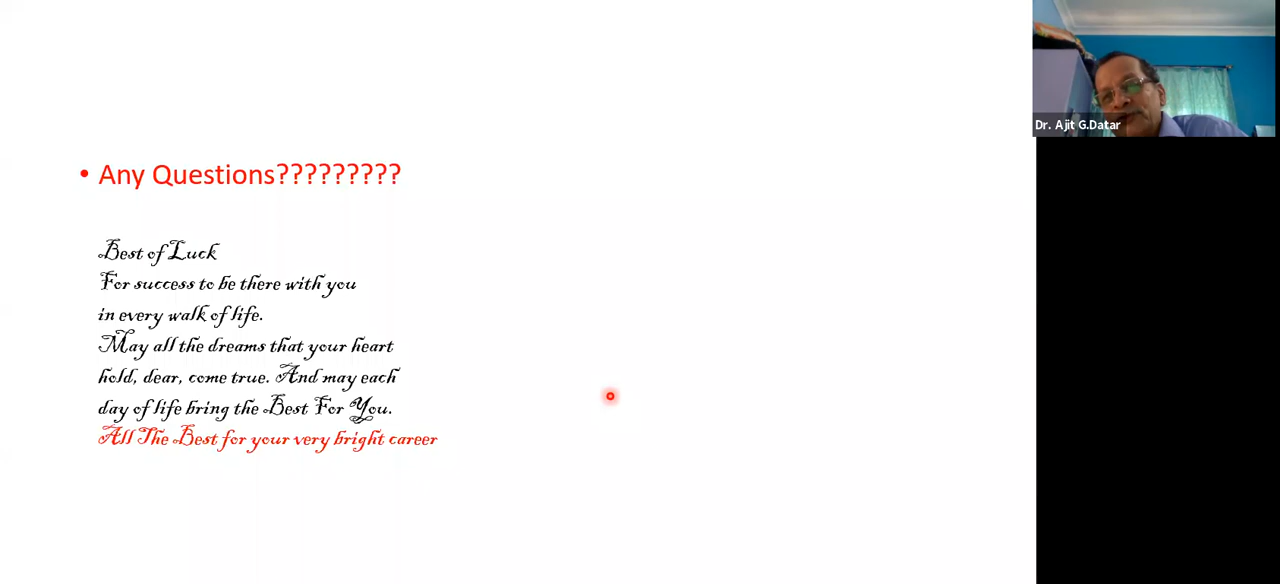 • Any Questions?????????
Best of Luck
For success to be there with you
in every walk of life.
May all the dreams that your heart
hold, dear, come true. And may each
day of life bring the Best For You.
All The Best for your very bright career
Dr. Ajit G.Datar